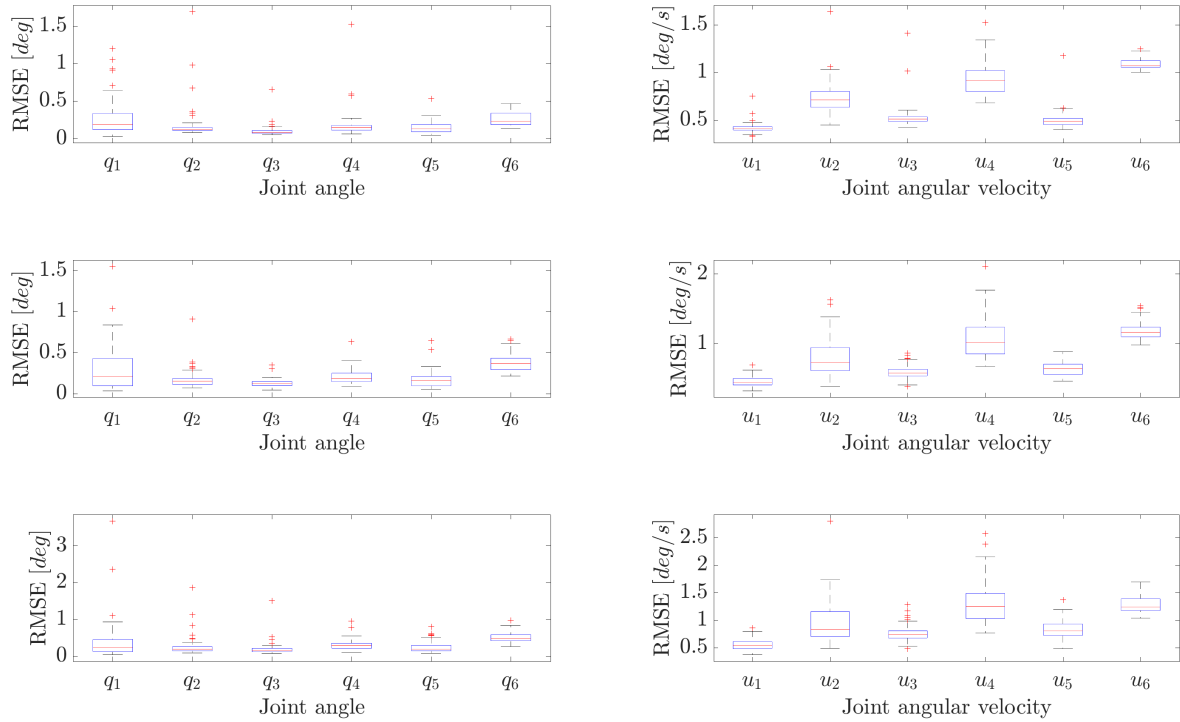 RMSE [deg]
1.5
1
0.5
0
q1 q2 q3 q4 q5 q6
Joint angle
RMSE [deg/s]
1.5
1
0.5
u1 u2 u3 u4 u5 u6
Joint angular velocity
RMSE [deg]
1.5
1
0.5
0
q1 q2 q3 q4 q5 q6
Joint angle
RMSE [deg/s]
2
1
u1 u2 u3 u4 u5 u6
Joint angular velocity
RMSE [deg]
3
2
1
0
q1 q2 q3 q4 q5 q6
Joint angle
RMSE [deg/s]
2.5
2
1.5
1
0.5
u1 u2 u3 u4 u5 u6
Joint angular velocity